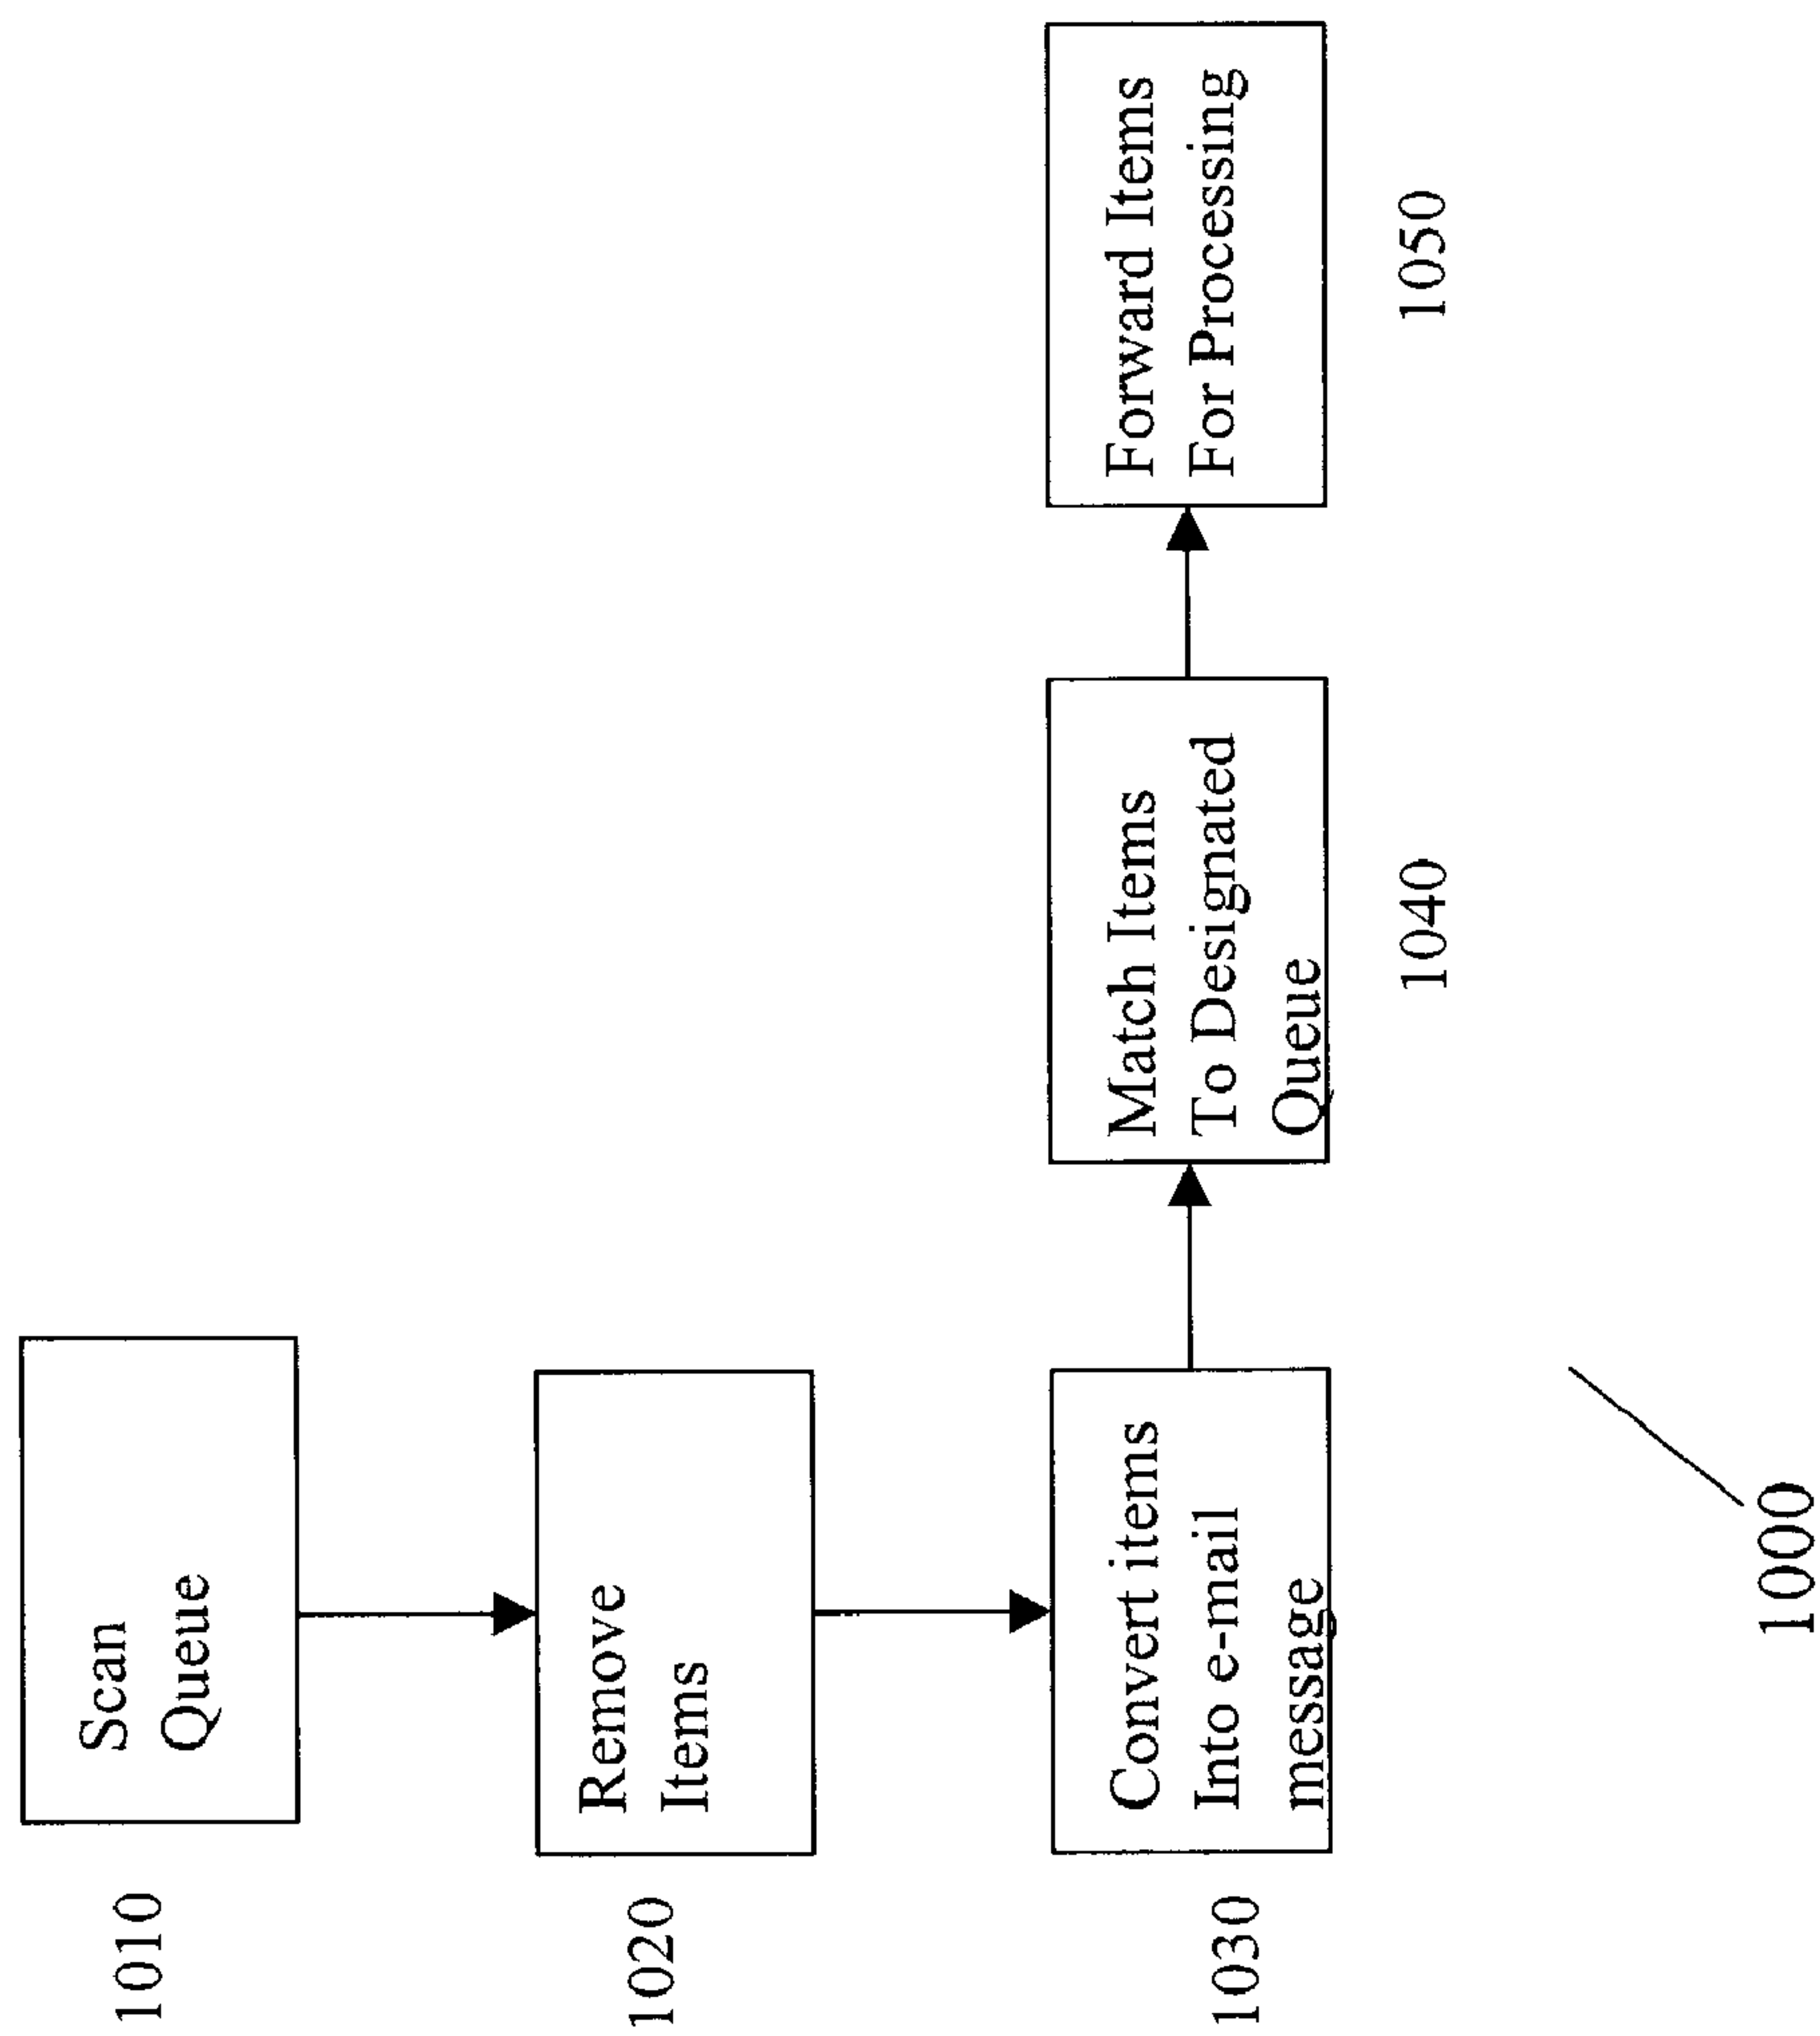 1010
Scan
Queue
1020
Remove
Items
1030
Convert items
Into e-mail
message
Match Items
To Designated
Queue
1040
Forward Items
For Processing
1050
1000